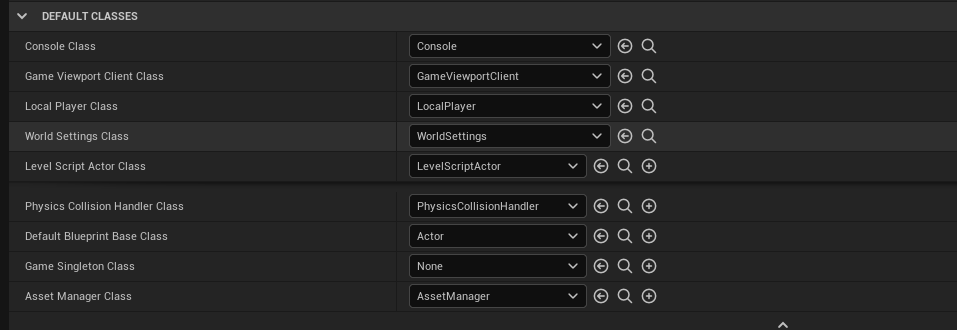 DEFAULT CLASSES
Console Class Console
Game Viewport Client Class GameViewportClient
Local Player Class LocalPlayer
World Settings Class WorldSettings
Level Script Actor Class LevelScriptActor
Physics Collision Handler Class PhysicsCollisionHandler
Default Blueprint Base Class Actor
Game Singleton Class None
Asset Manager Class AssetManager